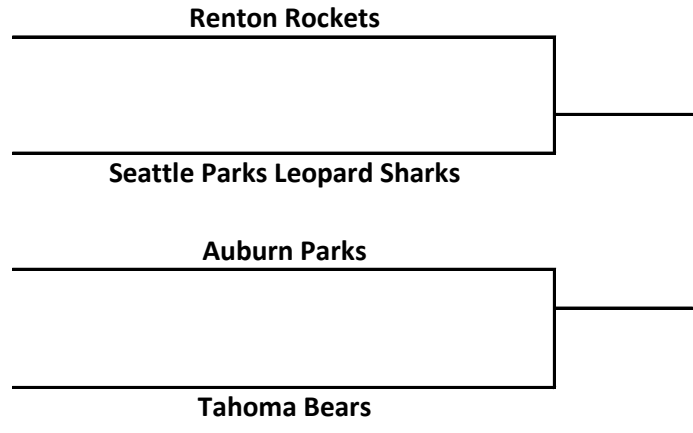 Renton Rockets
Seattle Parks Leopard Sharks
Auburn Parks
Tahoma Bears